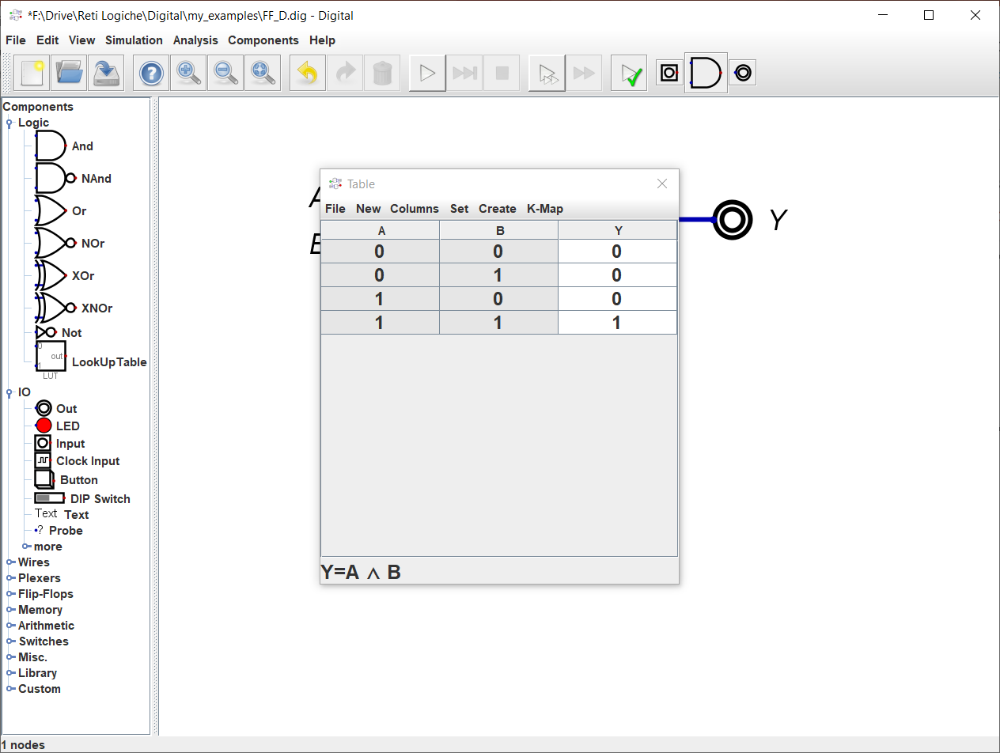 *F:\Drive\Reti Logiche\Digital\my_examples\FF_D.dig - Digital
File Edit View Simulation Analysis Components Help
Components
Logic
And
NAnd
Or
NOr
XOr
XNOr
Not
0
out
1
LookUpTable
LUT
IO
Out
LED
Input
Clock Input
Button
DIP Switch
Text Text
? Probe
more
Wires
Plexers
Flip-Flops
Memory
Arithmetic
Switches
Misc.
Library
Custom
A
B
Table
File New Columns Set Create K-Map
A B Y
0 0 0
0 1 0
1 0 0
1 1 1
Y=A ∧ B
Y
1 nodes